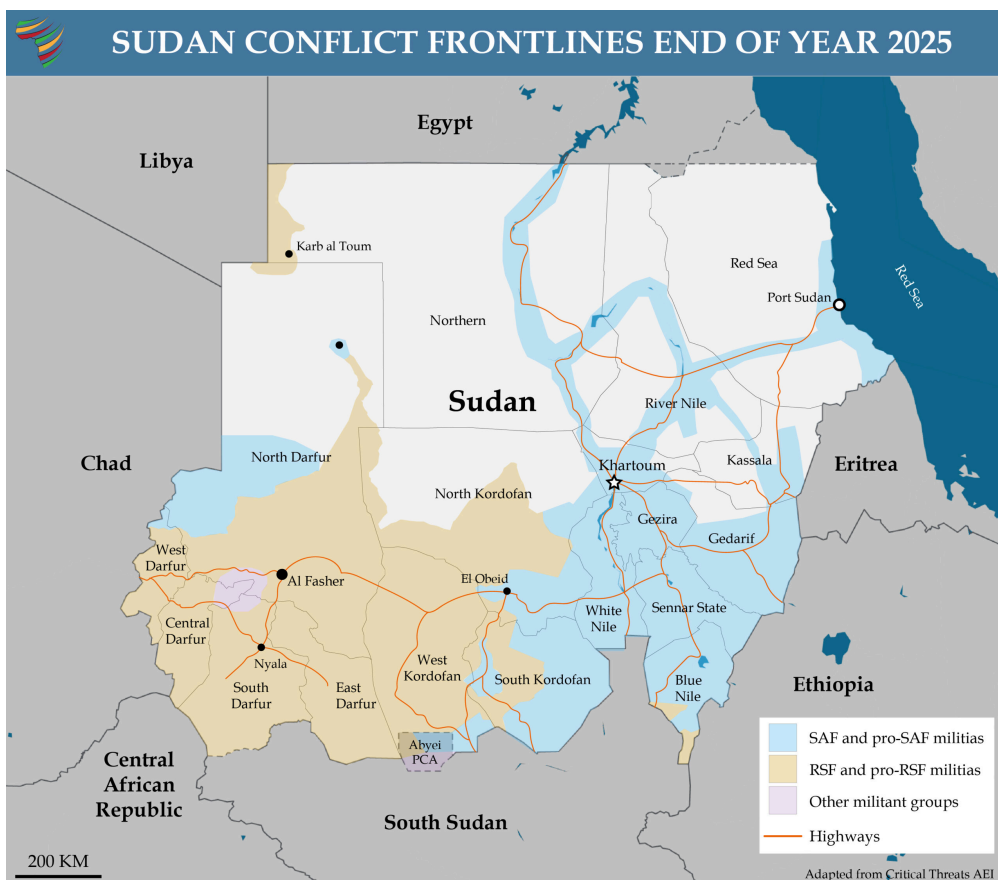 SUDAN CONFLICT FRONTLINES END OF YEAR 2025
Egypt
Libya
Karb al Toum
Red Sea
Red Sea
Port Sudan
Northern
Sudan
River Nile
Chad
North Darfur
Khartoum
Kassala
Eritrea
North Kordofan
Gezira
Gedarif
West
Darfur
Al Fasher
El Obeid
White
Nile
Sennar State
Central
Darfur
Nyala
West
Kordofan
South Kordofan
Blue
Nile
Ethiopia
South
Darfur
East
Darfur
Abyei
PCA
Central
African
Republic
South Sudan
SAF and pro-SAF militias
RSF and pro-RSF militias
Other militant groups
Highways
200 KM
Adapted from Critical Threats AEI